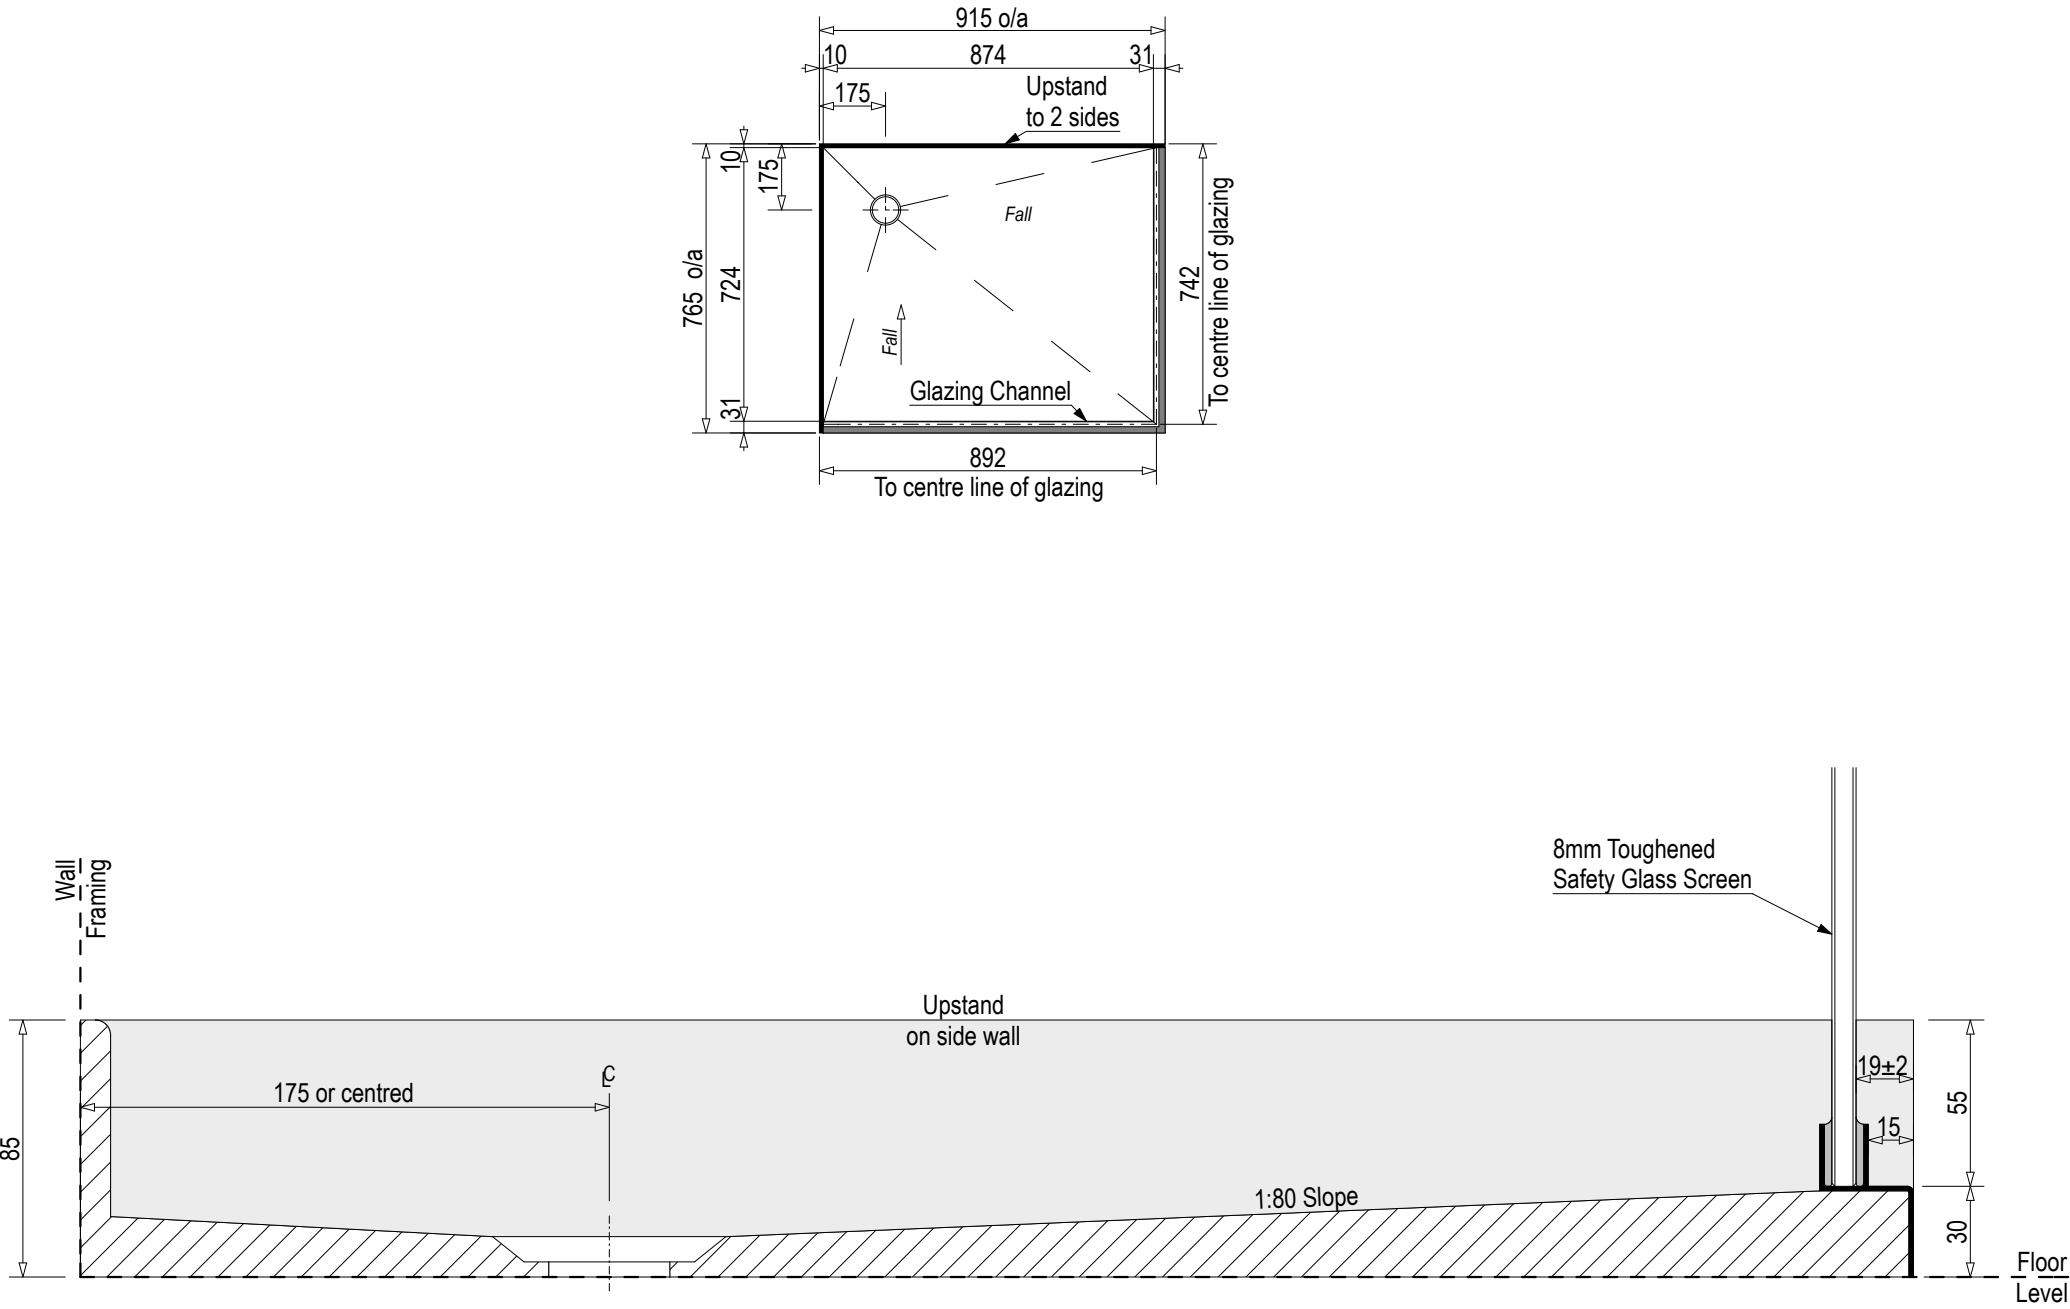 915 o/a
10
874
31
175
Upstand
to 2 sides
10
175
765 o/a
724
31
Fall
Fall
Glazing Channel
742
To centre line of glazing
892
To centre line of glazing
8mm Toughened
Safety Glass Screen
Wall
Framing
Upstand
on side wall
CL
175 or centred
85
19±2
15
55
1:80 Slope
30
Floor
Level